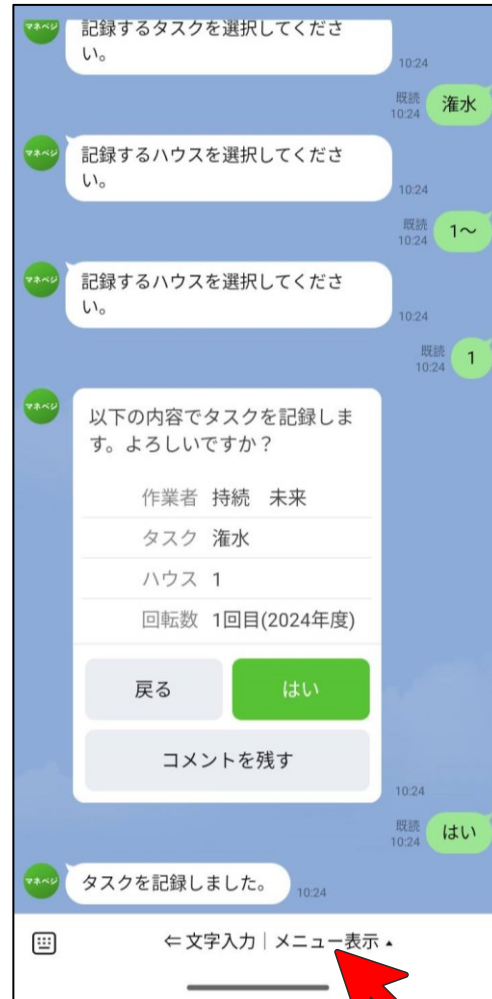 マネベジ
記録するタスクを選択してくださ
い。
10:24
既読
10:24
潅水
マネベジ
記録するハウスを選択してくださ
い。
10:24
既読
10:24
1〜
記録するハウスを選択してくださ
い。
マネベジ
10:24
既読
10:24
1
マネベジ
以下の内容でタスクを記録しま
す。よろしいですか？
作業者 持続 未来
タスク 潅水
ハウス 1
回転数 1回目(2024年度)
戻る はい
コメントを残す
10:24
既読
10:24
はい
マネベジ
タスクを記録しました。
10:24
⇐ 文字入力｜メニュー表示 ▴